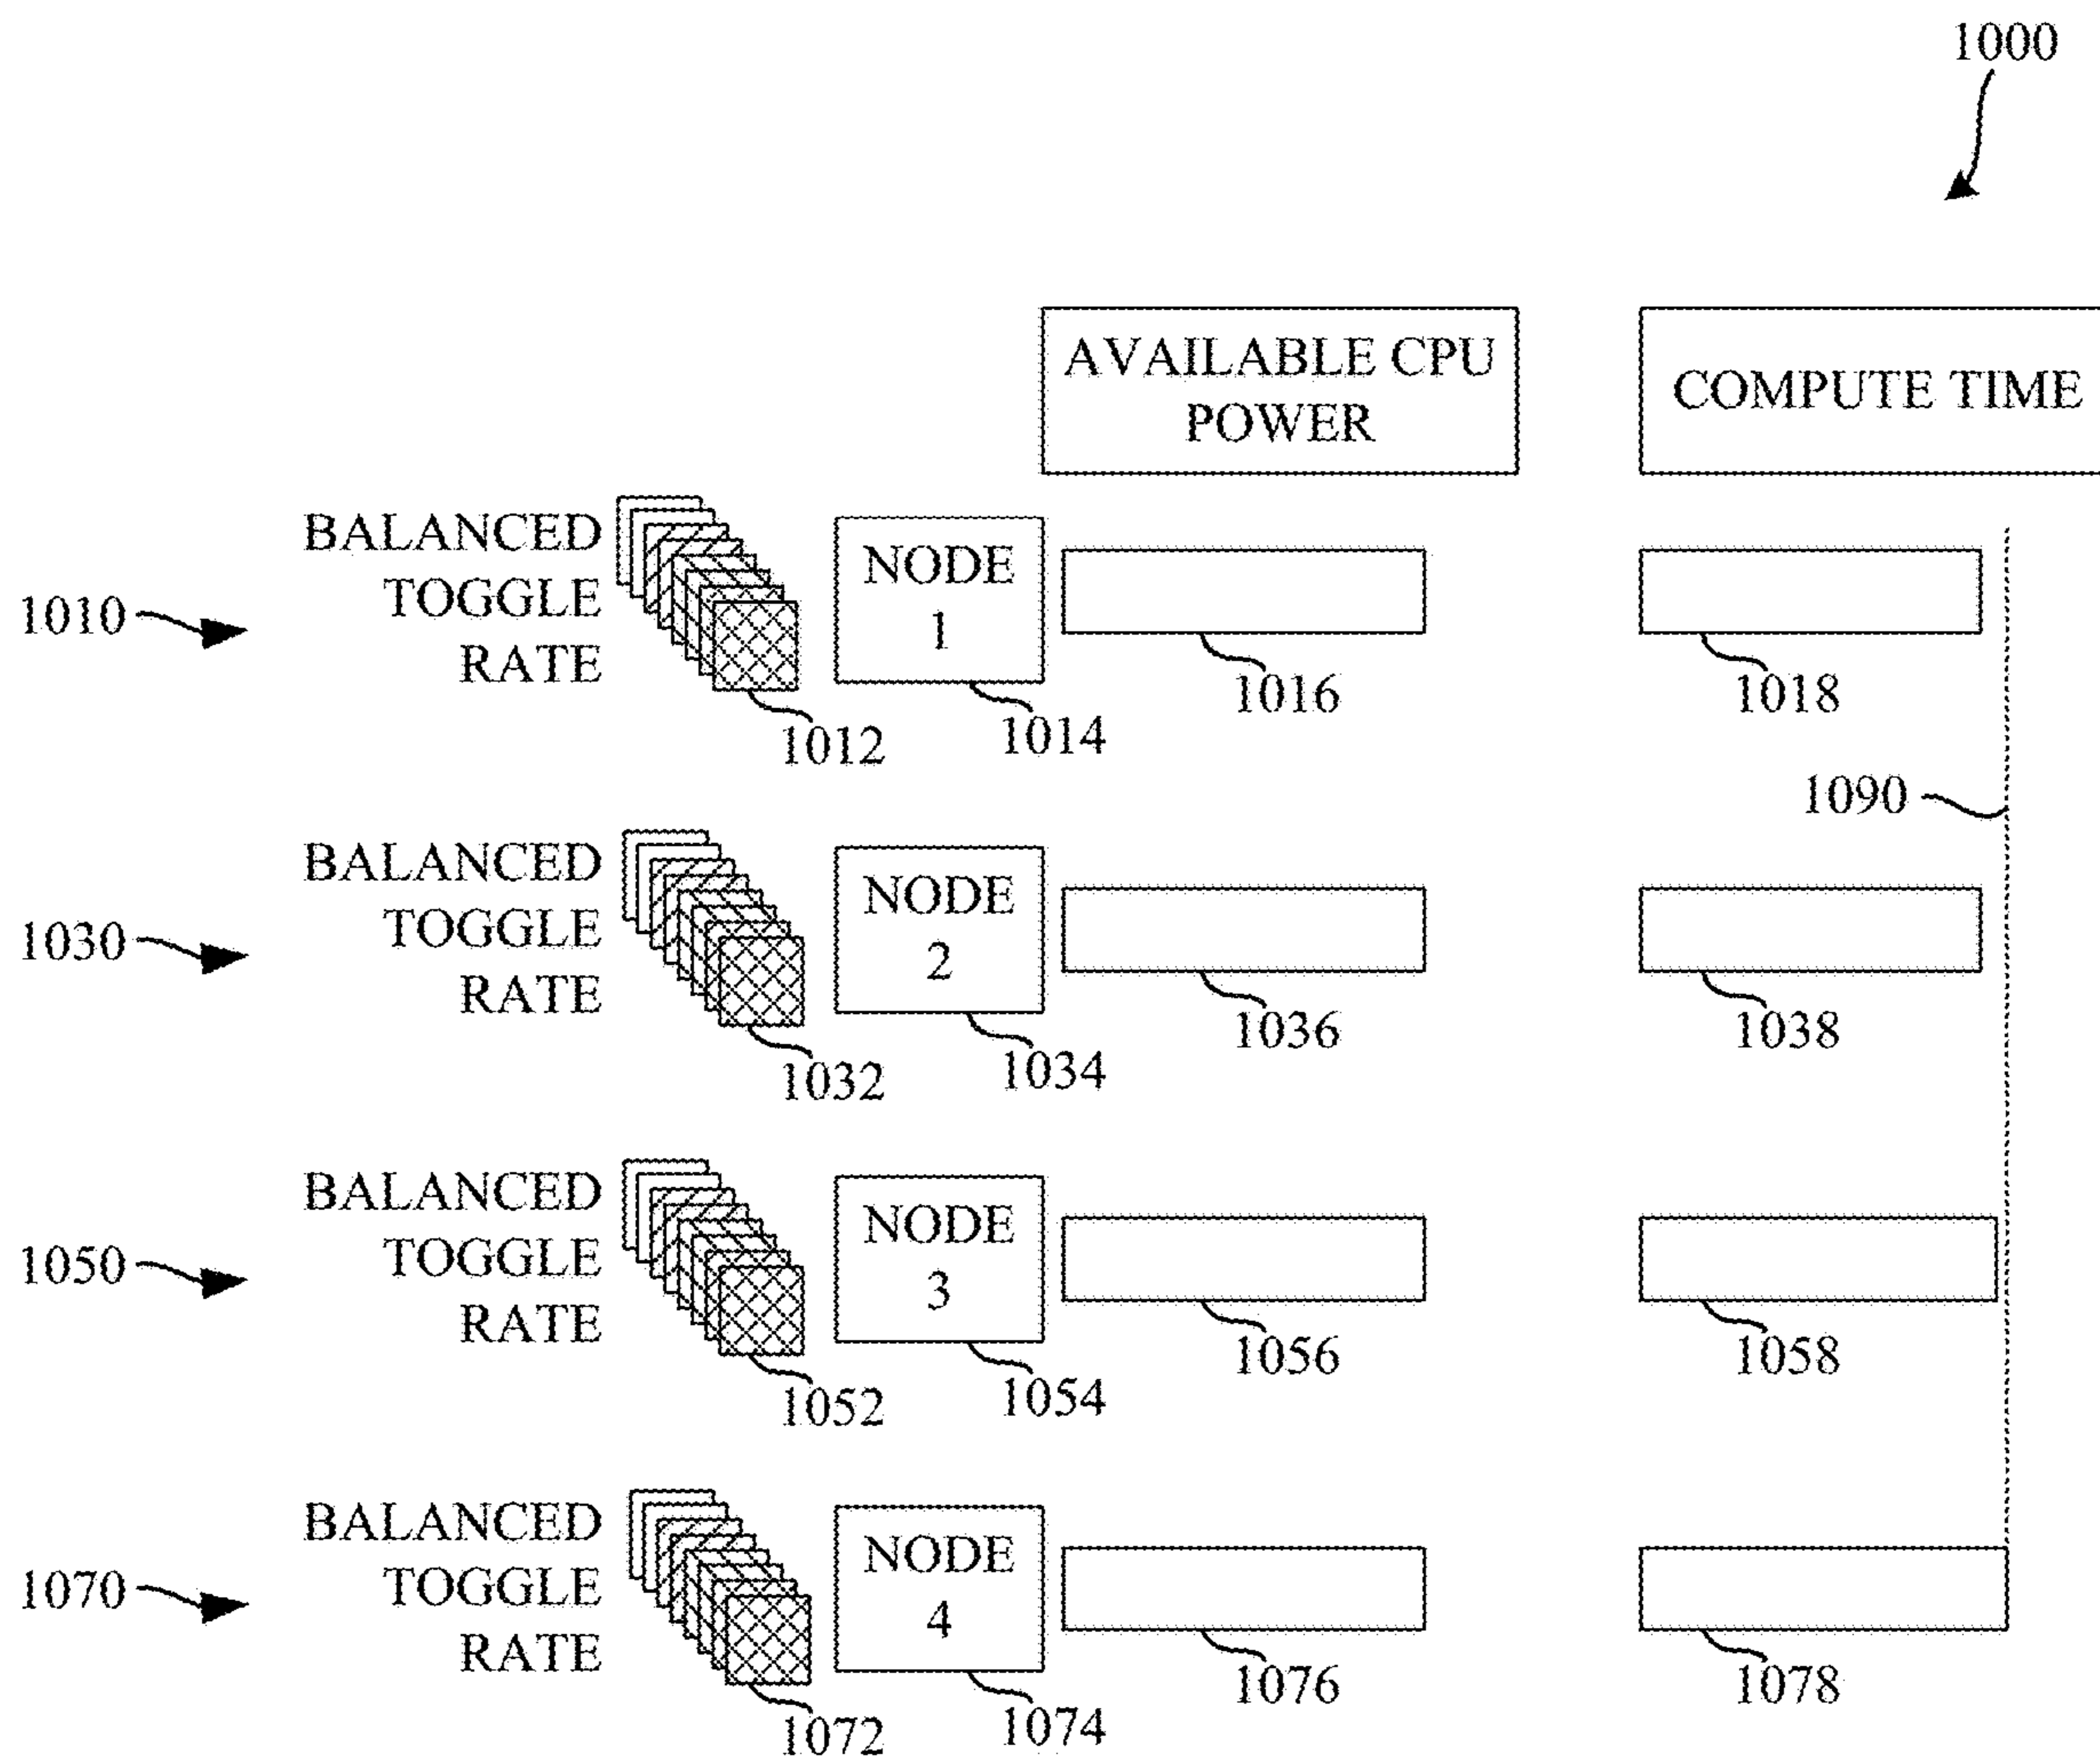 1000
AVAILABLE CPU
POWER
COMPUTE TIME
BALANCED
TOGGLE
RATE
1010
NODE
1
1012
1014
1016
1018
1090
BALANCED
TOGGLE
RATE
1030
NODE
2
1032
1034
1036
1038
BALANCED
TOGGLE
RATE
1050
NODE
3
1052
1054
1056
1058
BALANCED
TOGGLE
RATE
1070
NODE
4
1072
1074
1076
1078